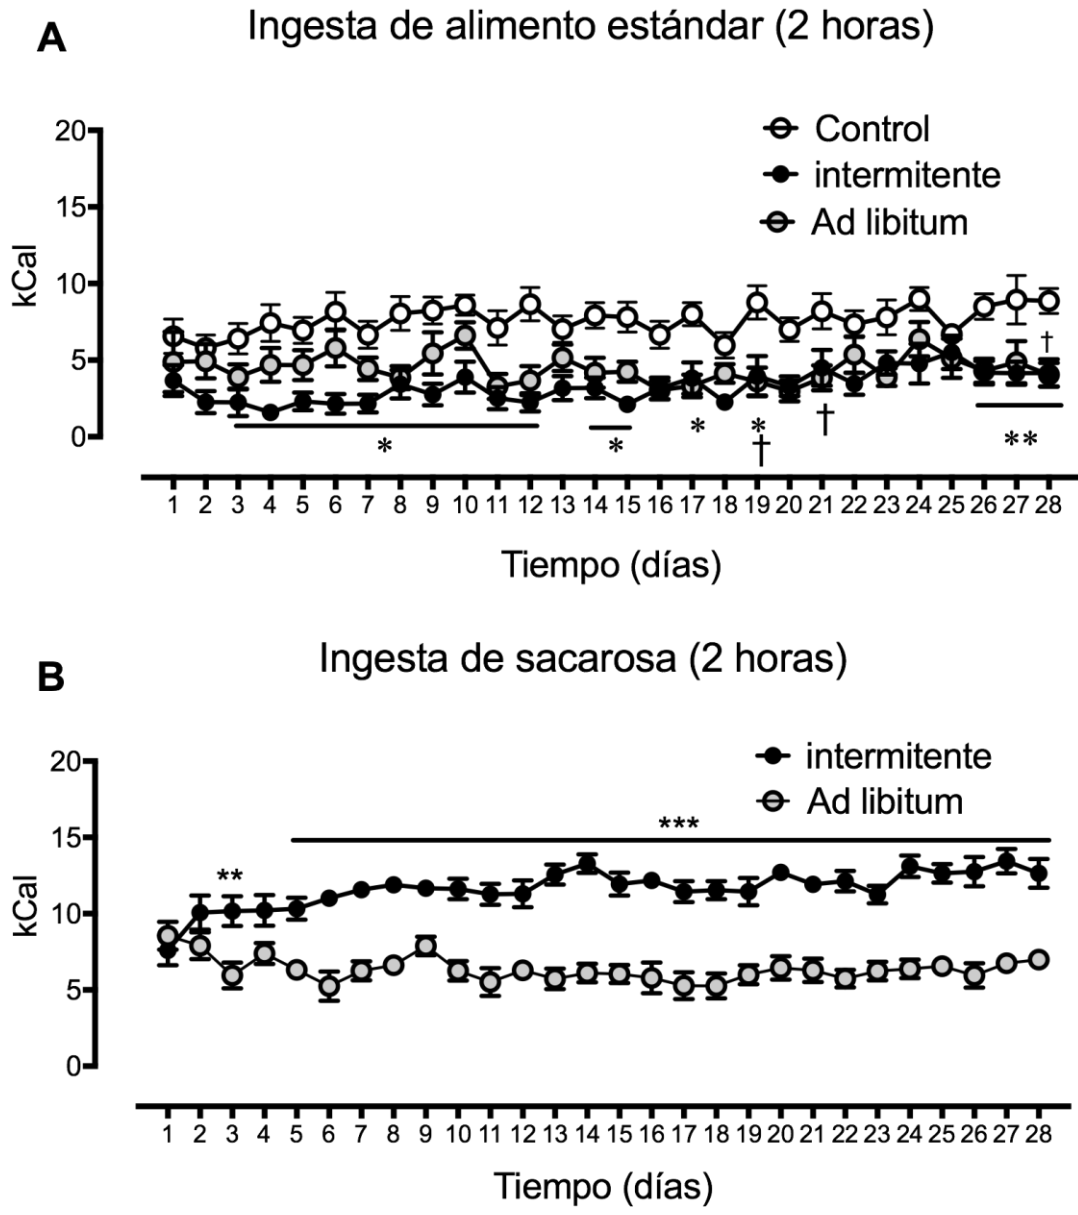 A
Ingesta de alimento estándar (2 horas)
20
15
10
5
0
kCal
Control
intermitente
Ad libitum
†
* * * * **
† †
1 2 3 4 5 6 7 8 9 10 11 12 13 14 15 16 17 18 19 20 21 22 23 24 25 26 27 28
Tiempo (días)
B
Ingesta de sacarosa (2 horas)
20
15
10
5
0
kCal
intermitente
Ad libitum
***
**
1 2 3 4 5 6 7 8 9 10 11 12 13 14 15 16 17 18 19 20 21 22 23 24 25 26 27 28
Tiempo (días)